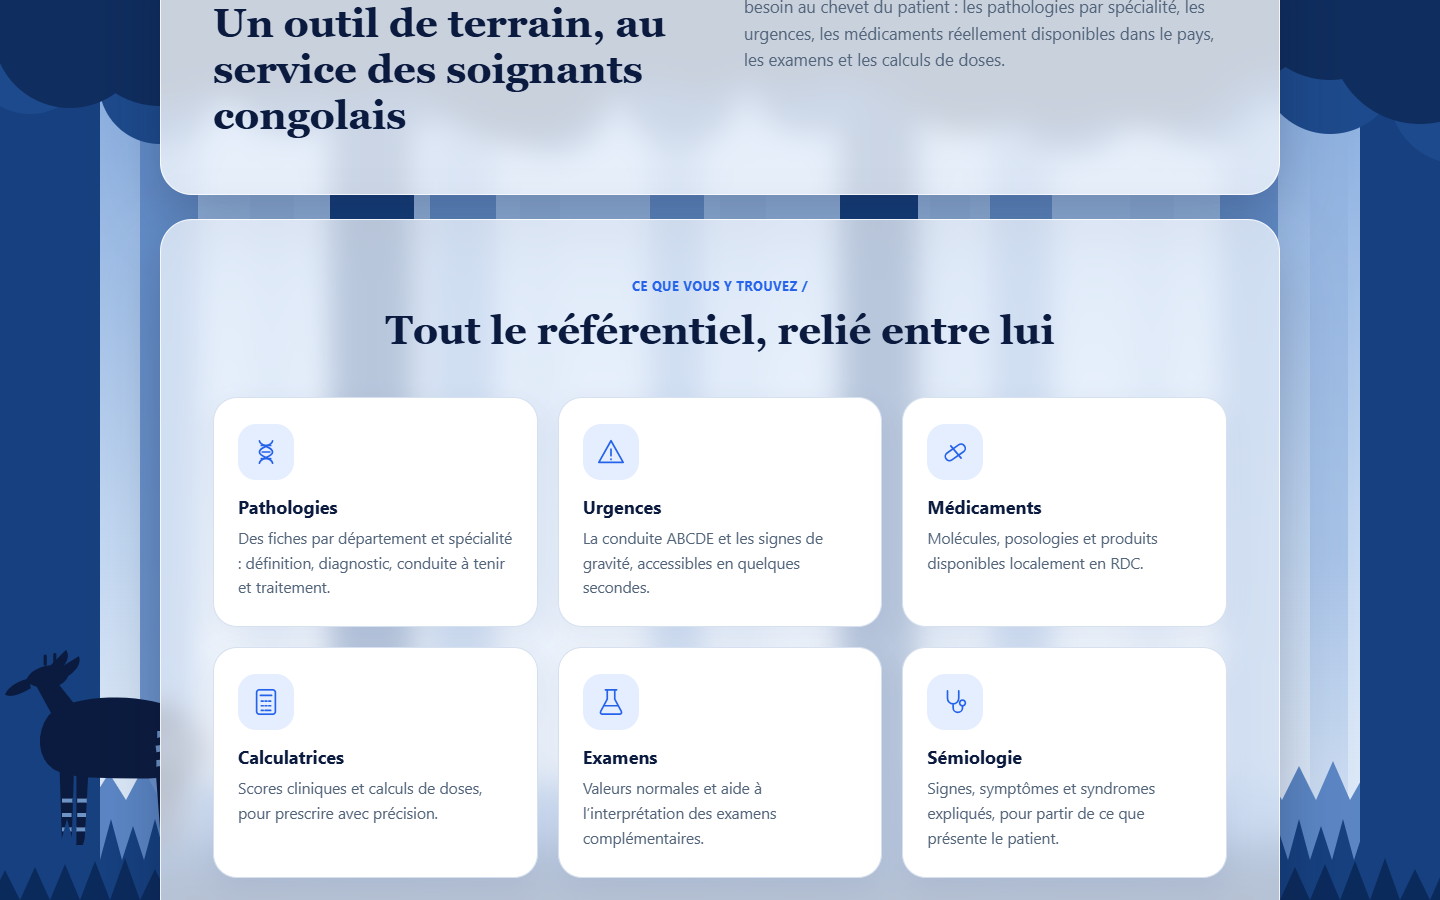 Un outil de terrain, au
service des soignants
congolais
besoin au chevet du patient : les pathologies par spécialité, les
urgences, les médicaments réellement disponibles dans le pays,
les examens et les calculs de doses.
CE QUE VOUS Y TROUVEZ /
Tout le référentiel, relié entre lui
Pathologies
Des fiches par département et spécialité
: définition, diagnostic, conduite à tenir
et traitement.
Urgences
La conduite ABCDE et les signes de
gravité, accessibles en quelques
secondes.
Médicaments
Molécules, posologies et produits
disponibles localement en RDC.
Calculatrices
Scores cliniques et calculs de doses,
pour prescrire avec précision.
Examens
Valeurs normales et aide à
l'interprétation des examens
complémentaires.
Sémiologie
Signes, symptômes et syndromes
expliqués, pour partir de ce que
présente le patient.